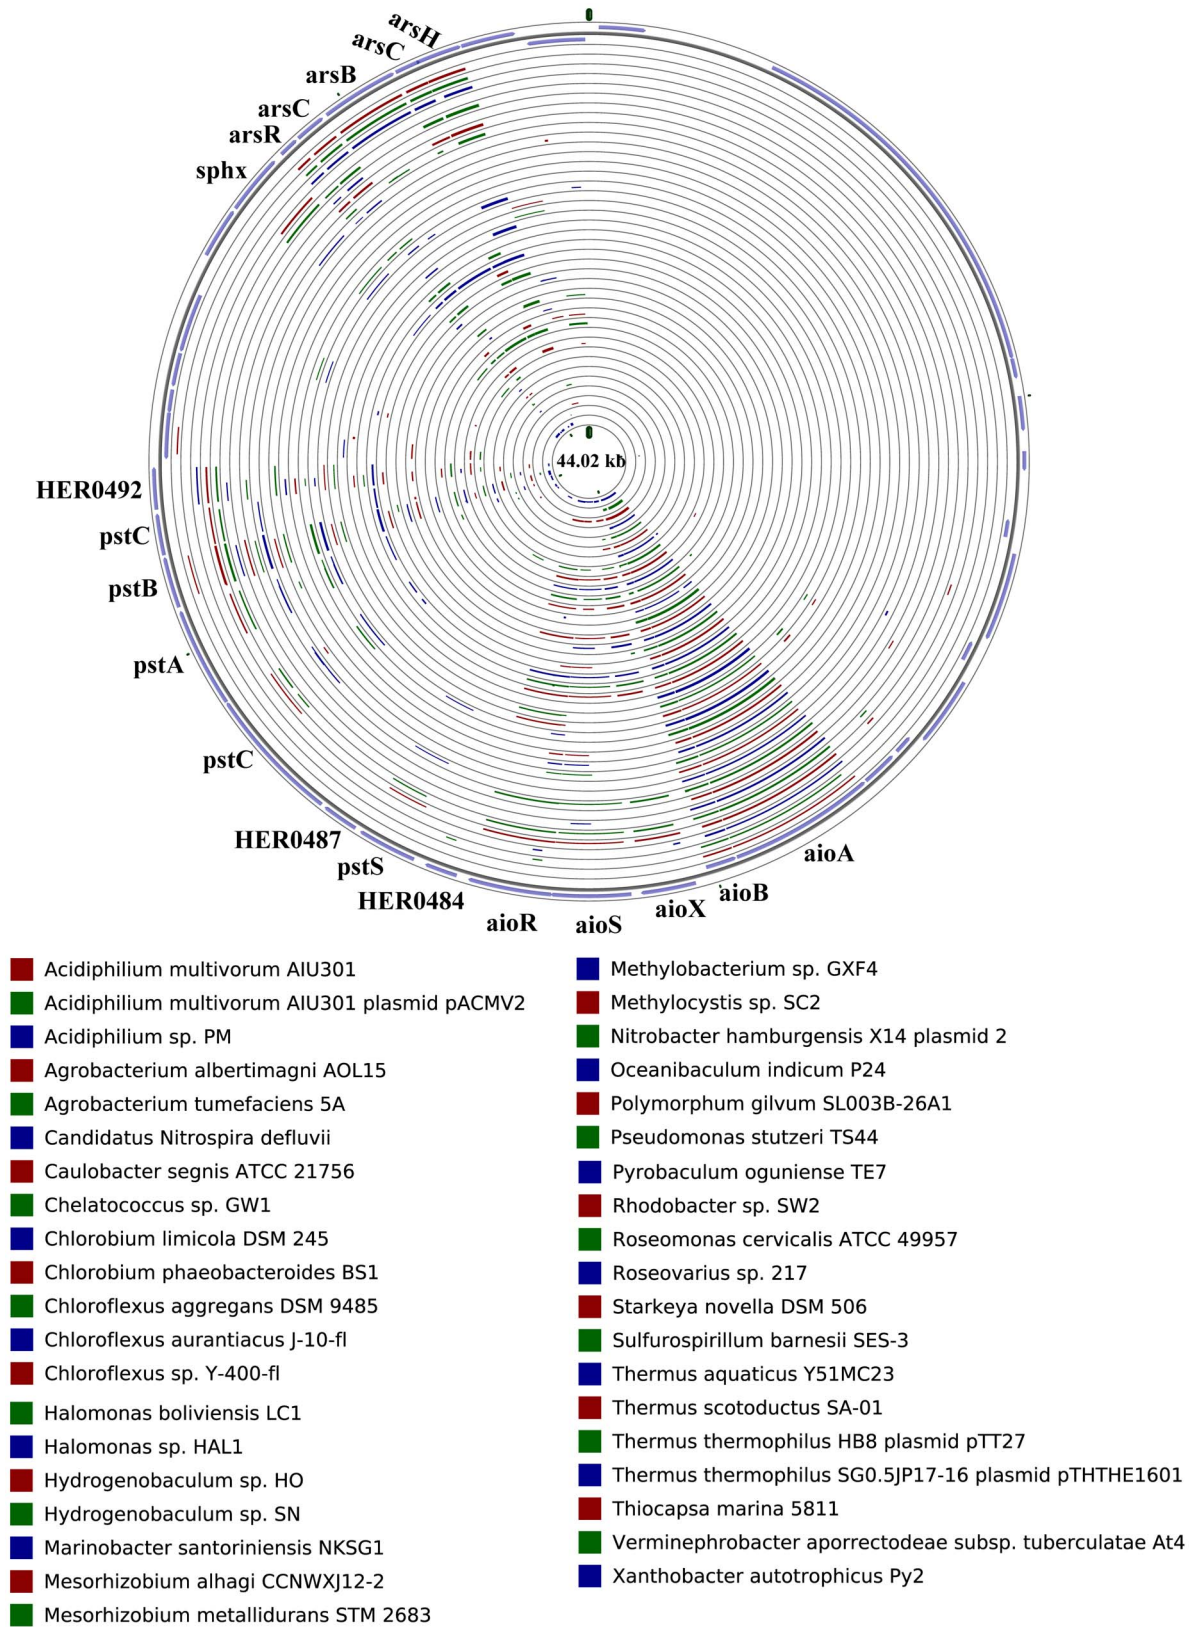 arsH
arsC
arsB
arsC
arsR
sphx
44.02 kb
HER0492
pstC
pstB
pstA
pstC
HER0487
pstS
HER0484
aioR
aioS
aioX
aioB
aioA
Acidiphilium multivorum AIU301
Acidiphilium multivorum AIU301 plasmid pACMV2
Acidiphilium sp. PM
Agrobacterium albertimagni AOL15
Agrobacterium tumefaciens 5A
Candidatus Nitrospira defluvii
Caulobacter segnis ATCC 21756
Chelatococcus sp. GW1
Chlorobium limicola DSM 245
Chlorobium phaeobacteroides BS1
Chloroflexus aggregans DSM 9485
Chloroflexus aurantiacus J-10-fl
Chloroflexus sp. Y-400-fl
Halomonas boliviensis LC1
Halomonas sp. HAL1
Hydrogenobaculum sp. HO
Hydrogenobaculum sp. SN
Marinobacter santoriniensis NKSG1
Mesorhizobium alhagi CCNWXJ12-2
Mesorhizobium metallidurans STM 2683
Methylobacterium sp. GXF4
Methylocystis sp. SC2
Nitrobacter hamburgensis X14 plasmid 2
Oceanibaculum indicum P24
Polymorphum gilvum SL003B-26A1
Pseudomonas stutzeri TS44
Pyrobaculum oguniense TE7
Rhodobacter sp. SW2
Roseomonas cervicalis ATCC 49957
Roseovarius sp. 217
Starkeya novella DSM 506
Sulfurospirillum barnesii SES-3
Thermus aquaticus Y51MC23
Thermus scotoductus SA-01
Thermus thermophilus HB8 plasmid pTT27
Thermus thermophilus SG0.5JP17-16 plasmid pTHTHE1601
Thiocapsa marina 5811
Verminephrobacter aporrectodeae subsp. tuberculatae At4
Xanthobacter autotrophicus Py2